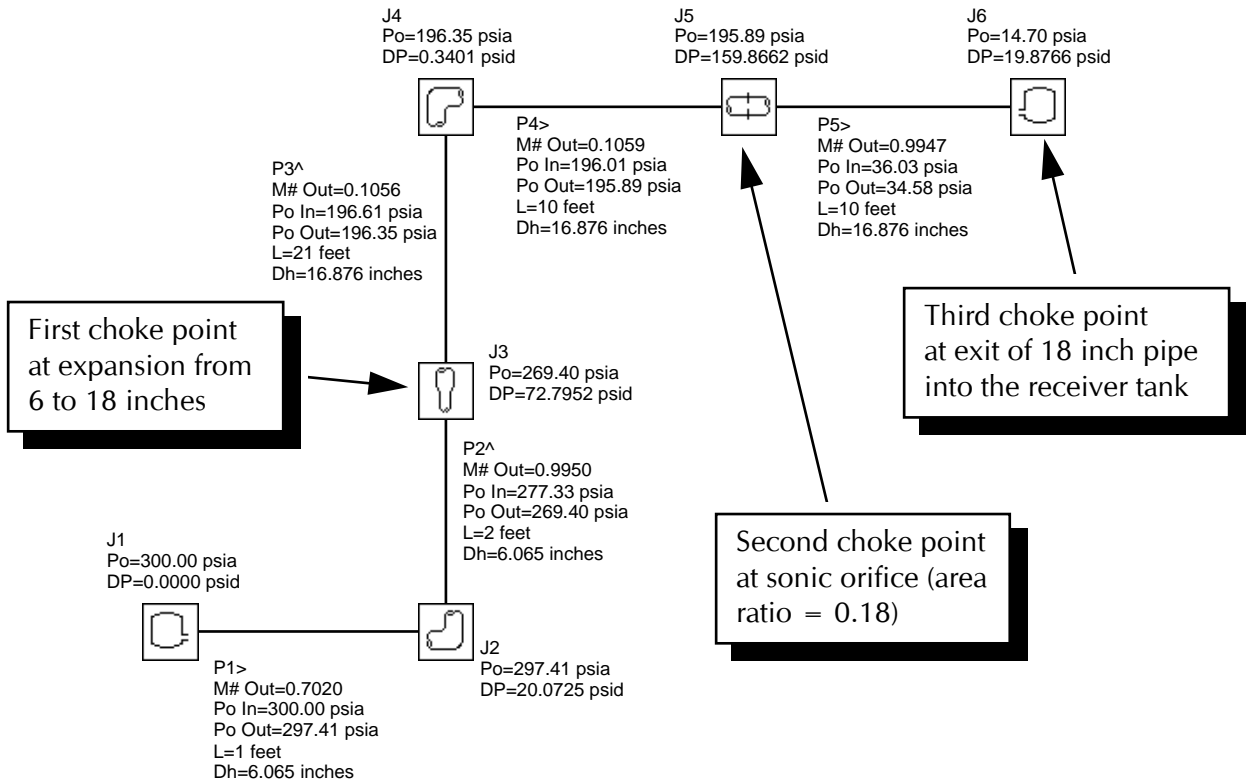 J4
Po=196.35 psia
DP=0.3401 psid
J5
Po=195.89 psia
DP=159.8662 psid
J6
Po=14.70 psia
DP=19.8766 psid
P4>
M# Out=0.1059
Po In=196.01 psia
Po Out=195.89 psia
L=10 feet
Dh=16.876 inches
P5>
M# Out=0.9947
Po In=36.03 psia
Po Out=34.58 psia
L=10 feet
Dh=16.876 inches
P3^
M# Out=0.1056
Po In=196.61 psia
Po Out=196.35 psia
L=21 feet
Dh=16.876 inches
First choke point
at expansion from
6 to 18 inches
Third choke point
at exit of 18 inch pipe
into the receiver tank
J3
Po=269.40 psia
DP=72.7952 psid
P2^
M# Out=0.9950
Po In=277.33 psia
Po Out=269.40 psia
L=2 feet
Dh=6.065 inches
Second choke point
at sonic orifice (area
ratio = 0.18)
J1
Po=300.00 psia
DP=0.0000 psid
J2
Po=297.41 psia
DP=20.0725 psid
P1>
M# Out=0.7020
Po In=300.00 psia
Po Out=297.41 psia
L=1 feet
Dh=6.065 inches